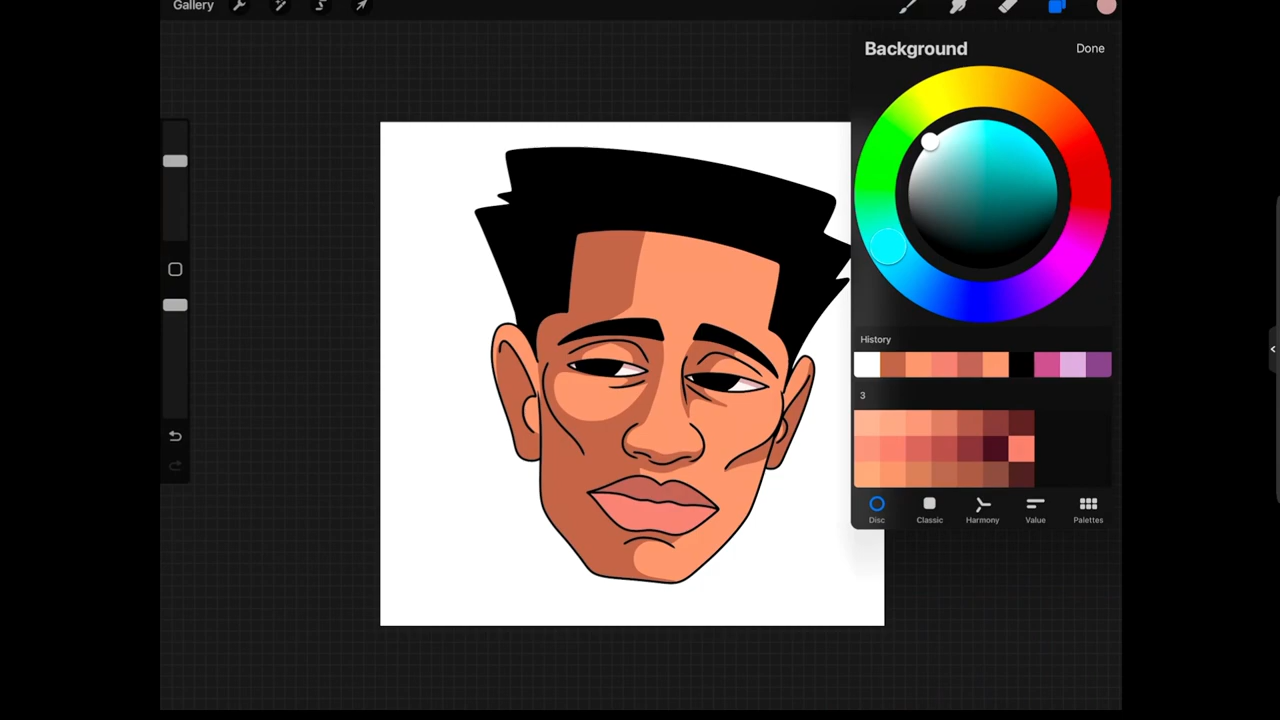 Gallery
Background
Done
History
3
Disc
Classic
Harmony
Value
Palettes